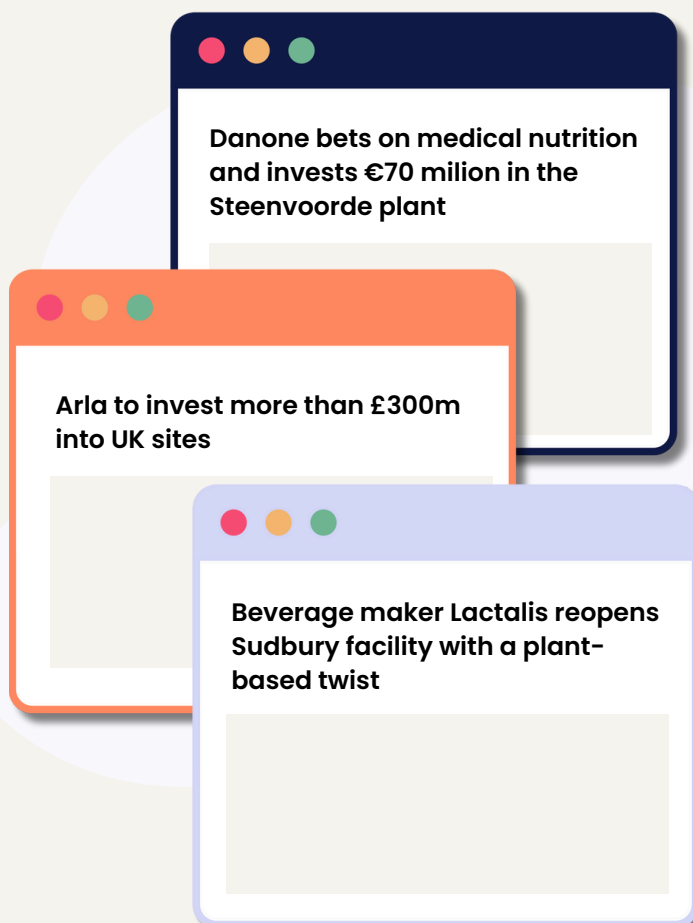 Danone bets on medical nutrition
and invests €70 milion in the
Steenvoorde plant
Arla to invest more than £300m
into UK sites
Beverage maker Lactalis reopens
Sudbury facility with a plant-
based twist